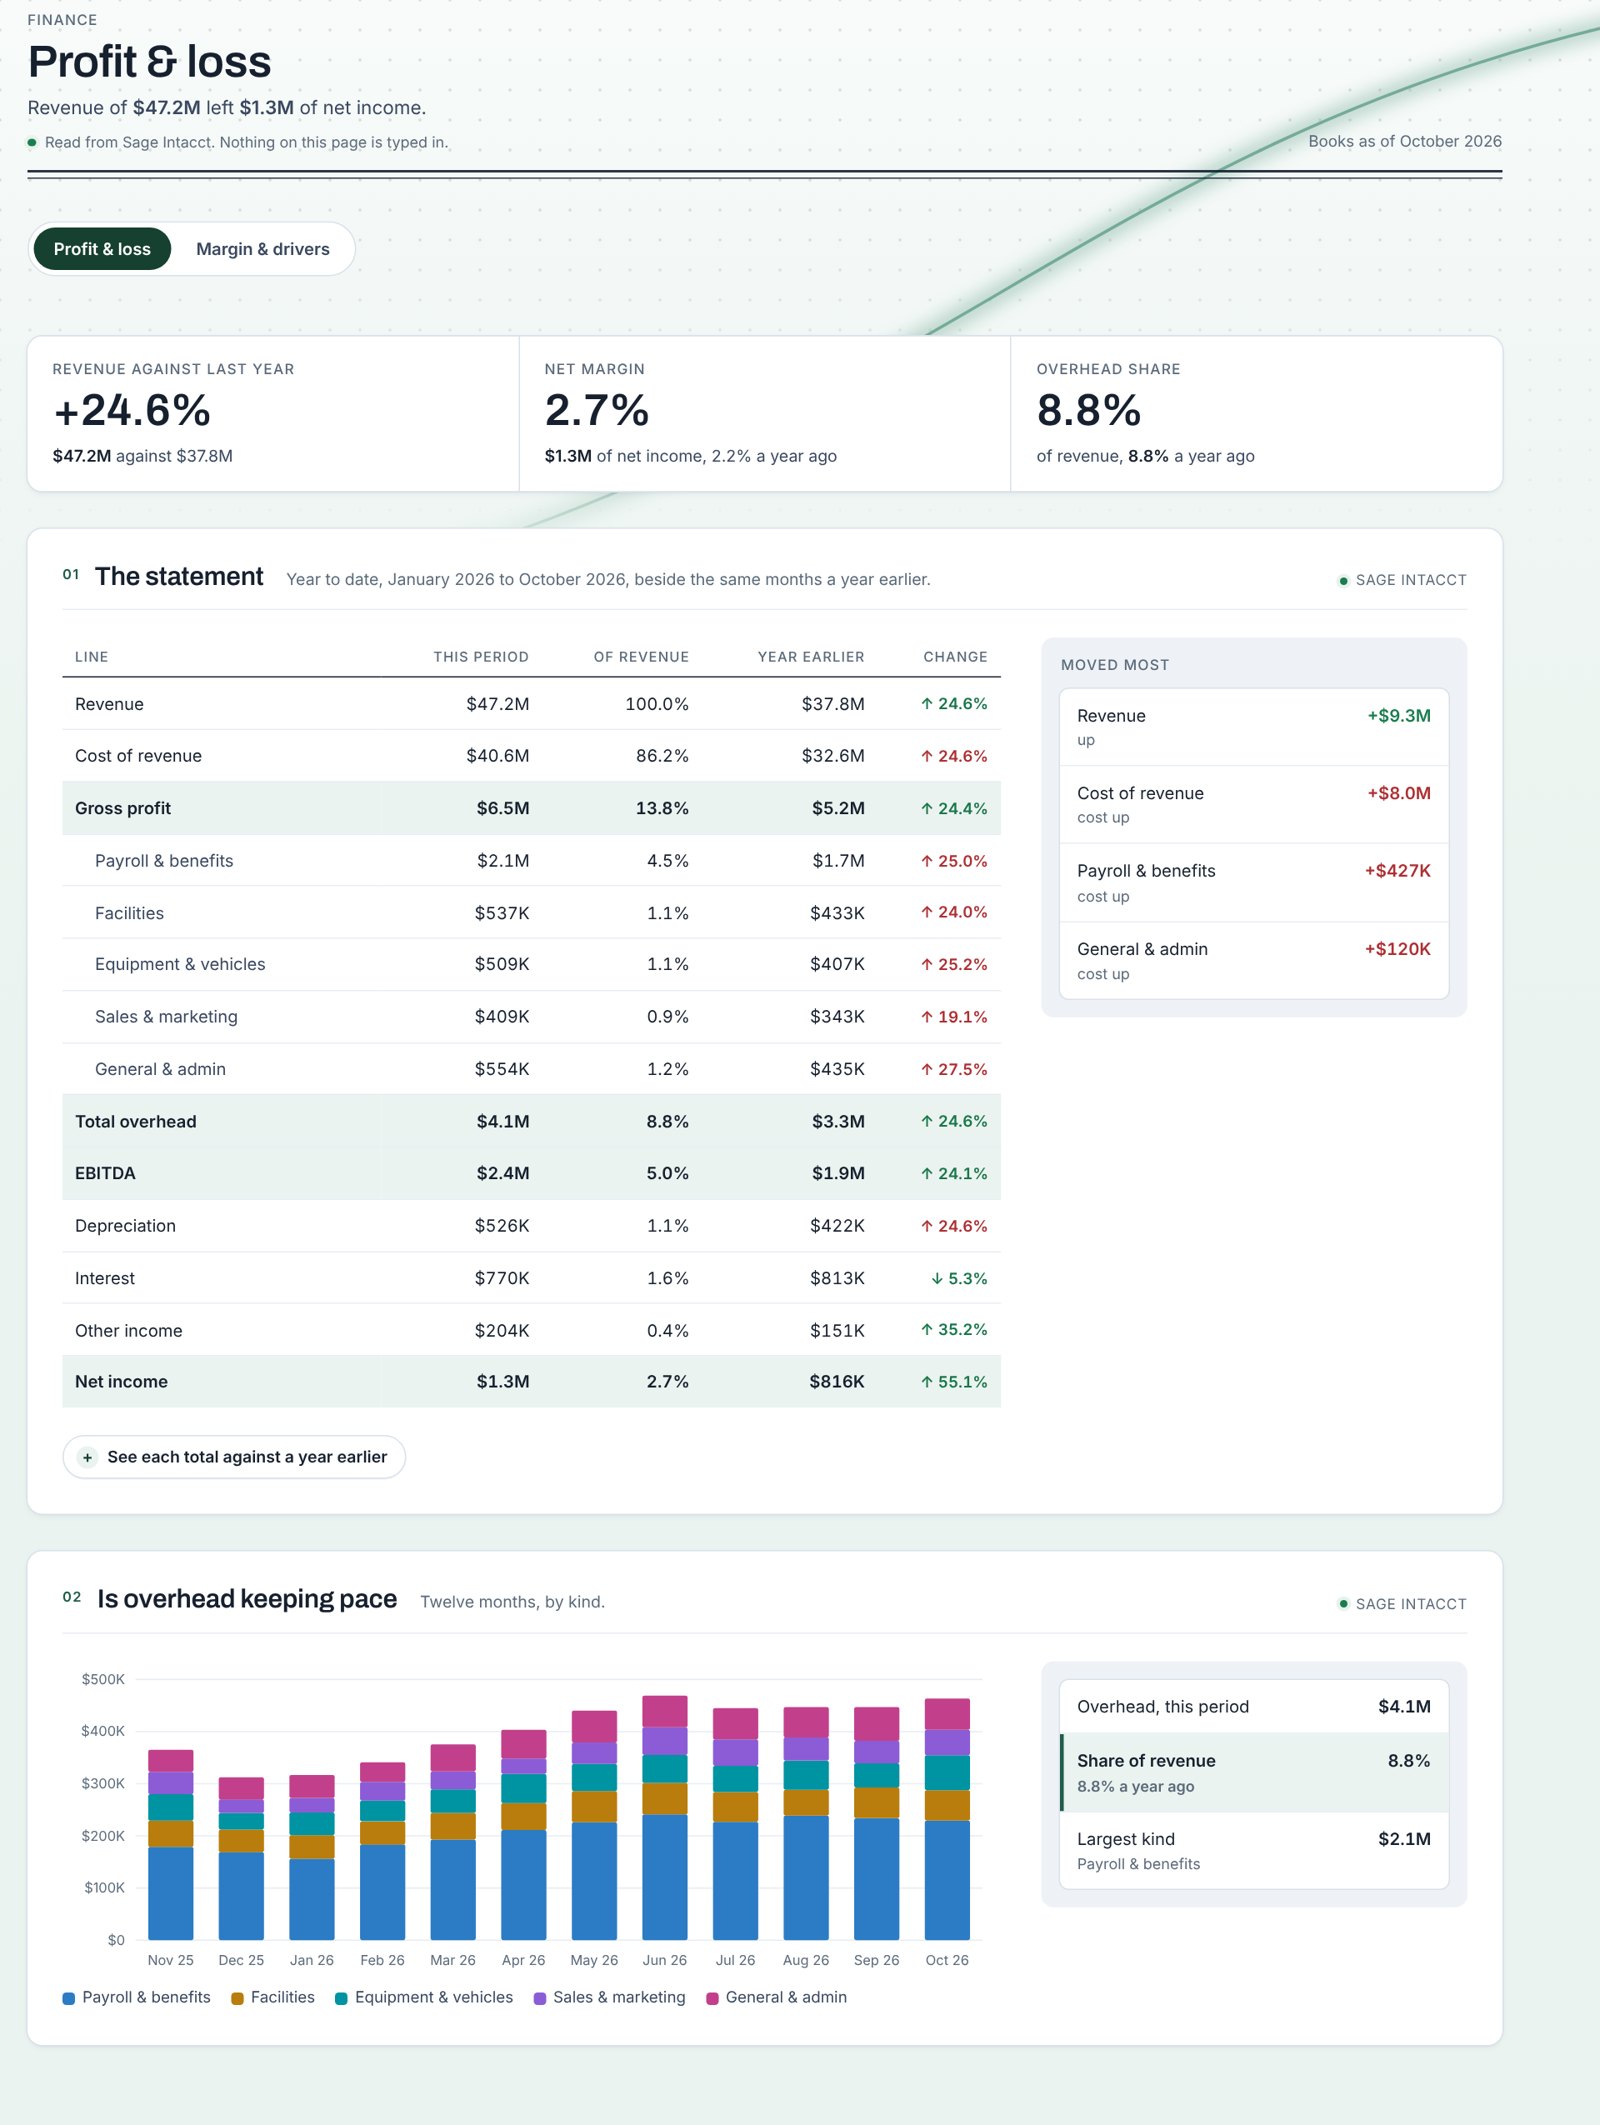 FINANCE
Profit & loss
Revenue of $47.2M left $1.3M of net income.
Read from Sage Intacct. Nothing on this page is typed in.
Books as of October 2026
Profit & loss
Margin & drivers
REVENUE AGAINST LAST YEAR
+24.6%
$47.2M against $37.8M
NET MARGIN
2.7%
$1.3M of net income, 2.2% a year ago
OVERHEAD SHARE
8.8%
of revenue, 8.8% a year ago
01 The statement Year to date, January 2026 to October 2026, beside the same months a year earlier. SAGE INTACCT
LINE THIS PERIOD OF REVENUE YEAR EARLIER CHANGE
Revenue $47.2M 100.0% $37.8M ↑ 24.6%
Cost of revenue $40.6M 86.2% $32.6M ↑ 24.6%
Gross profit $6.5M 13.8% $5.2M ↑ 24.4%
Payroll & benefits $2.1M 4.5% $1.7M ↑ 25.0%
Facilities $537K 1.1% $433K ↑ 24.0%
Equipment & vehicles $509K 1.1% $407K ↑ 25.2%
Sales & marketing $409K 0.9% $343K ↑ 19.1%
General & admin $554K 1.2% $435K ↑ 27.5%
Total overhead $4.1M 8.8% $3.3M ↑ 24.6%
EBITDA $2.4M 5.0% $1.9M ↑ 24.1%
Depreciation $526K 1.1% $422K ↑ 24.6%
Interest $770K 1.6% $813K ↓ 5.3%
Other income $204K 0.4% $151K ↑ 35.2%
Net income $1.3M 2.7% $816K ↑ 55.1%
+ See each total against a year earlier
MOVED MOST
Revenue +$9.3M
up
Cost of revenue +$8.0M
cost up
Payroll & benefits +$427K
cost up
General & admin +$120K
cost up
02 Is overhead keeping pace Twelve months, by kind. SAGE INTACCT
$500K
$400K
$300K
$200K
$100K
$0
Nov 25 Dec 25 Jan 26 Feb 26 Mar 26 Apr 26 May 26 Jun 26 Jul 26 Aug 26 Sep 26 Oct 26
Payroll & benefits Facilities Equipment & vehicles Sales & marketing General & admin
Overhead, this period $4.1M
Share of revenue 8.8%
8.8% a year ago
Largest kind $2.1M
Payroll & benefits